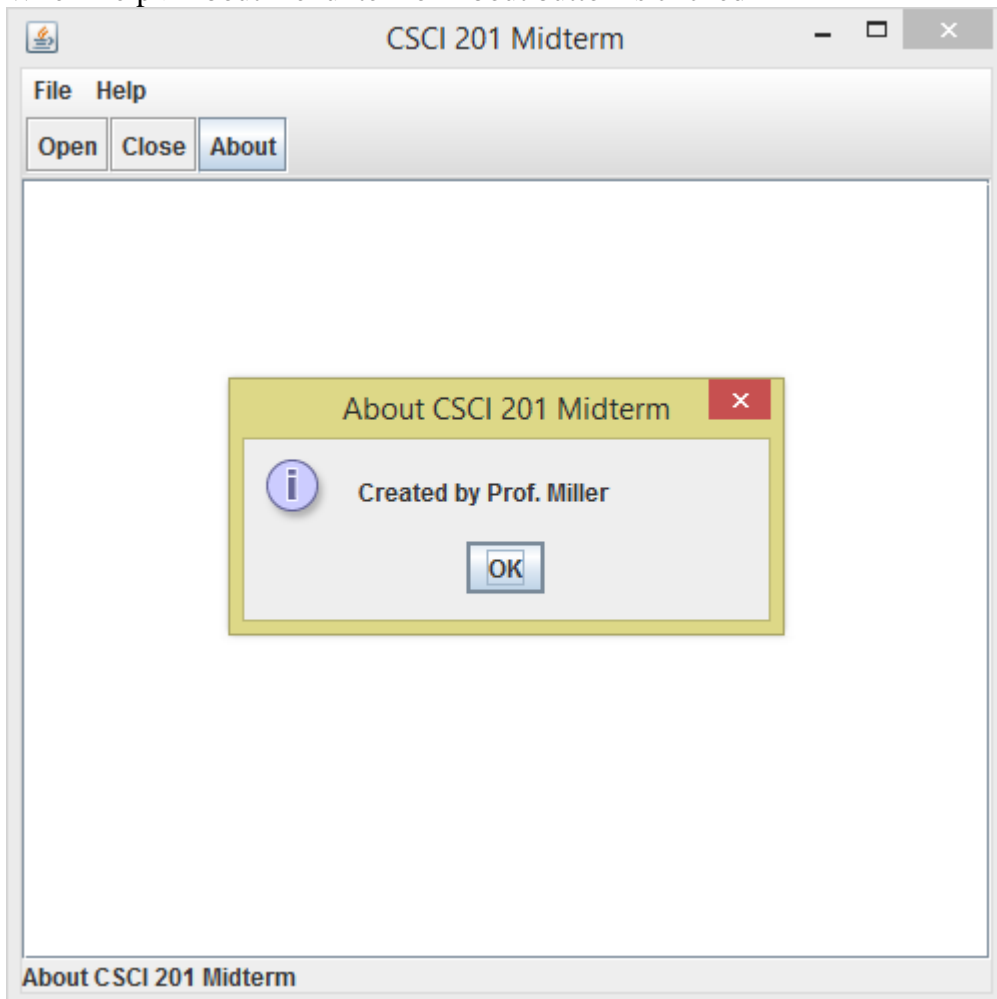 CSCI 201 Midterm
File Help
Open Close About
About CSCI 201 Midterm
Created by Prof. Miller
OK
About CSCI 201 Midterm